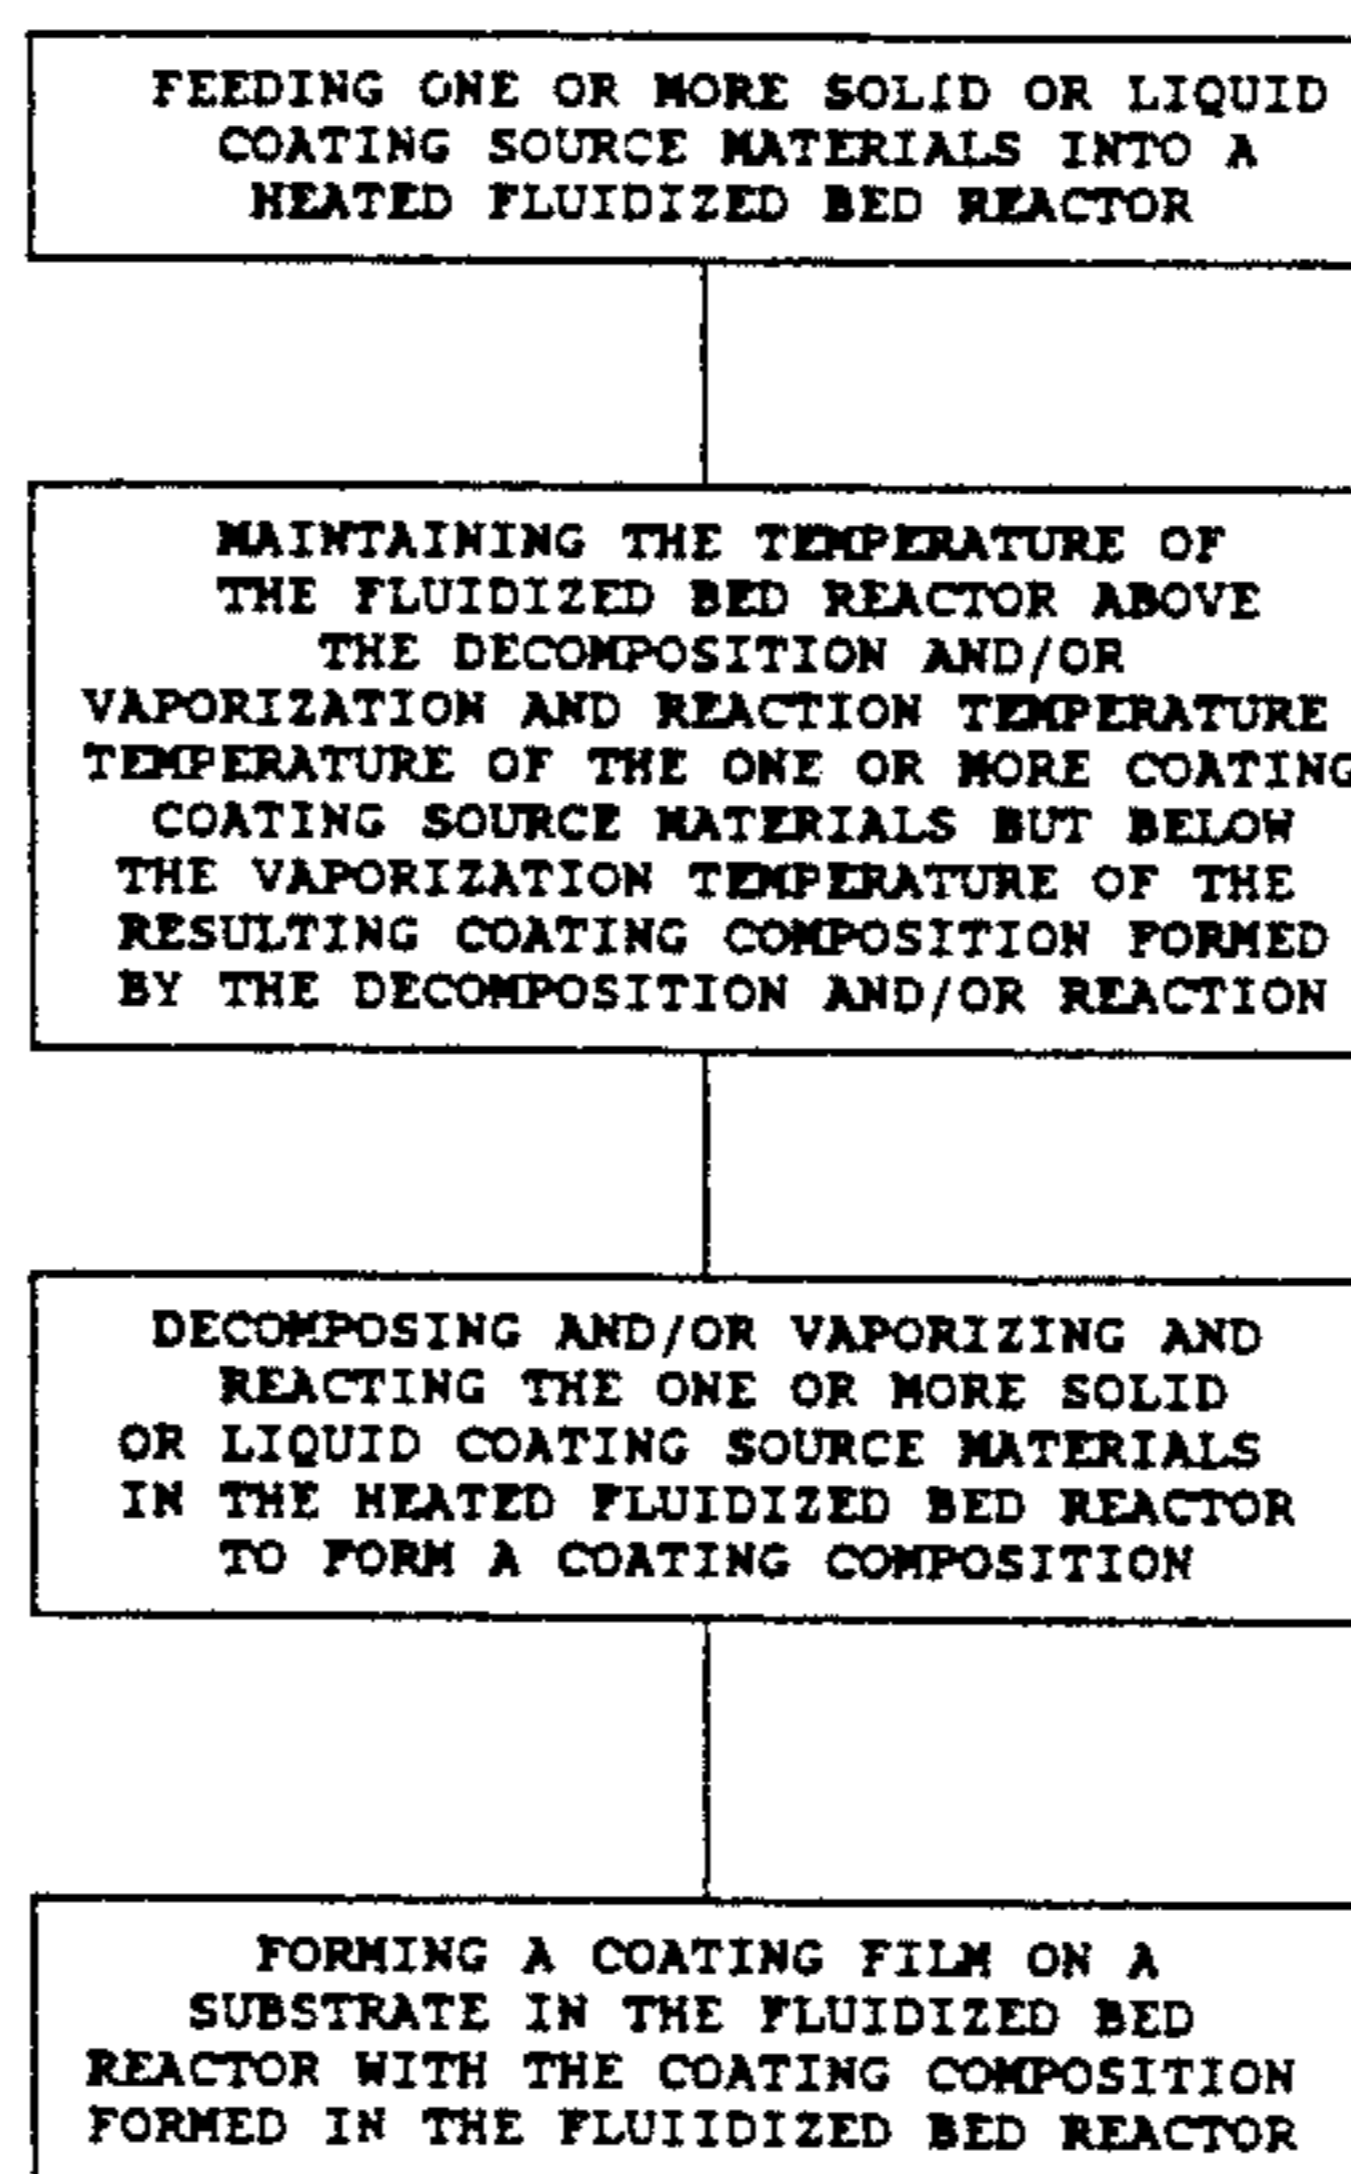 FEEDING ONE OR MORE SOLID OR LIQUID
COATING SOURCE MATERIALS INTO A
HEATED FLUIDIZED BED REACTOR
MAINTAINING THE TEMPERATURE OF
THE FLUIDIZED BED REACTOR ABOVE
THE DECOMPOSITION AND/OR
VAPORIZATION AND REACTION TEMPERATURE
TEMPERATURE OF THE ONE OR MORE COATING
COATING SOURCE MATERIALS BUT BELOW
THE VAPORIZATION TEMPERATURE OF THE
RESULTING COATING COMPOSITION FORMED
BY THE DECOMPOSITION AND/OR REACTION
DECOMPOSING AND/OR VAPORIZING AND
REACTING THE ONE OR MORE SOLID
OR LIQUID COATING SOURCE MATERIALS
IN THE HEATED FLUIDIZED BED REACTOR
TO FORM A COATING COMPOSITION
FORMING A COATING FILM ON A
SUBSTRATE IN THE FLUIDIZED BED
REACTOR WITH THE COATING COMPOSITION
FORMED IN THE FLUIIDIZED BED REACTOR